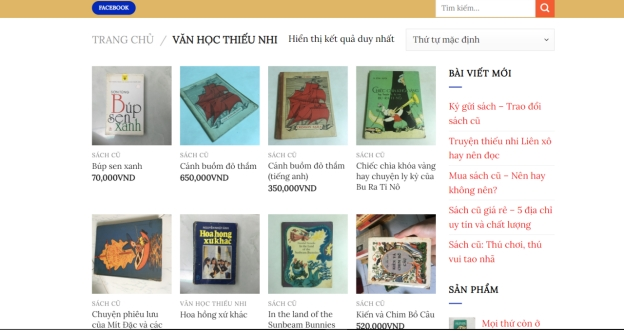 FACEBOOK
Tìm kiếm...
TRANG CHỦ / VĂN HỌC THIẾU NHI
Hiển thị kết quả duy nhất
Thứ tự mặc định
Búp sen xanh
Hoa hồng xứ khác
SÁCH CŨ
Búp sen xanh
70,000VND
SÁCH CŨ
Cánh buồm đỏ thắm
650,000VND
SÁCH CŨ
Cánh buồm đỏ thắm
(tiếng anh)
350,000VND
SÁCH CŨ
Chiếc chìa khóa vàng
hay chuyện ly kỳ của
Bu Ra Ti Nô
SÁCH CŨ
Chuyện phiêu lưu
của Mít Đặc và các
VĂN HỌC THIẾU NHI
Hoa hồng xứ khác
SÁCH CŨ
In the land of the
Sunbeam Bunnies
SÁCH CŨ
Kiến và Chim Bồ Câu
520,000VND
BÀI VIẾT MỚI
Ký gửi sách – Trao đổi
sách cũ
Truyện thiếu nhi Liên xô
hay nên đọc
Mua sách cũ – Nên hay
không nên?
Sách cũ giá rẻ – 5 địa chỉ
uy tín và chất lượng
Sách cũ: Thú chơi, thú
vui tao nhã
SẢN PHẨM
Mọi thứ còn ở